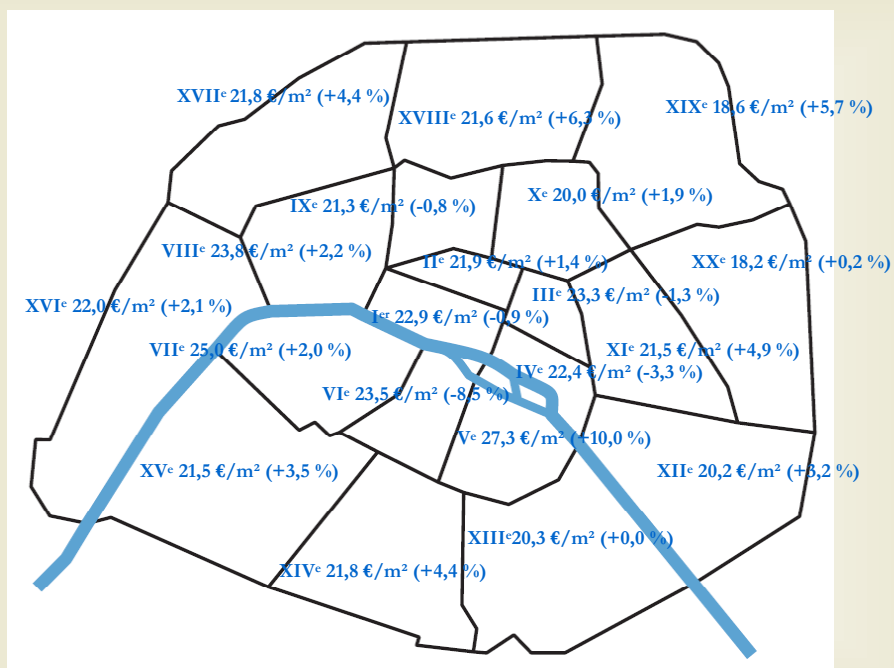 XVIIᵉ 21,8 €/m² (+4,4 %)
XVIIIᵉ 21,6 €/m² (+6,3 %)
XIXᵉ 18,6 €/m² (+5,7 %)
Xᵉ 20,0 €/m² (+1,9 %)
IXᵉ 21,3 €/m² (-0,8 %)
VIIIᵉ 23,8 €/m² (+2,2 %)
IIᵉ 21,9 €/m² (+1,4 %)
XXᵉ 18,2 €/m² (+0,2 %)
IIIᵉ 23,3 €/m² (-1,3 %)
XVIᵉ 22,0 €/m² (+2,1 %)
Iᵉʳ 22,9 €/m² (-0,9 %)
VIIᵉ 25,0 €/m² (+2,0 %)
XIᵉ 21,5 €/m² (+4,9 %)
IVᵉ 22,4 €/m² (-3,3 %)
VIᵉ 23,5 €/m² (-8,5 %)
Vᵉ 27,3 €/m² (+10,0 %)
XVᵉ 21,5 €/m² (+3,5 %)
XIIᵉ 20,2 €/m² (+3,2 %)
XIIIᵉ20,3 €/m² (+0,0 %)
XIVᵉ 21,8 €/m² (+4,4 %)